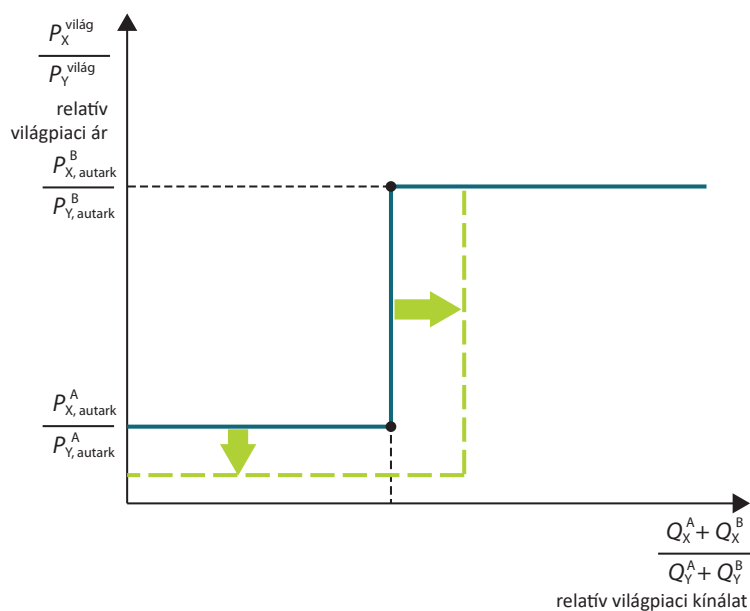 P_X^világ
P_Y^világ
relatív
világpiaci ár
P_X, autark^B
P_Y, autark^B
P_X, autark^A
P_Y, autark^A
Q_X^A + Q_X^B
Q_Y^A + Q_Y^B
relatív világpiaci kínálat